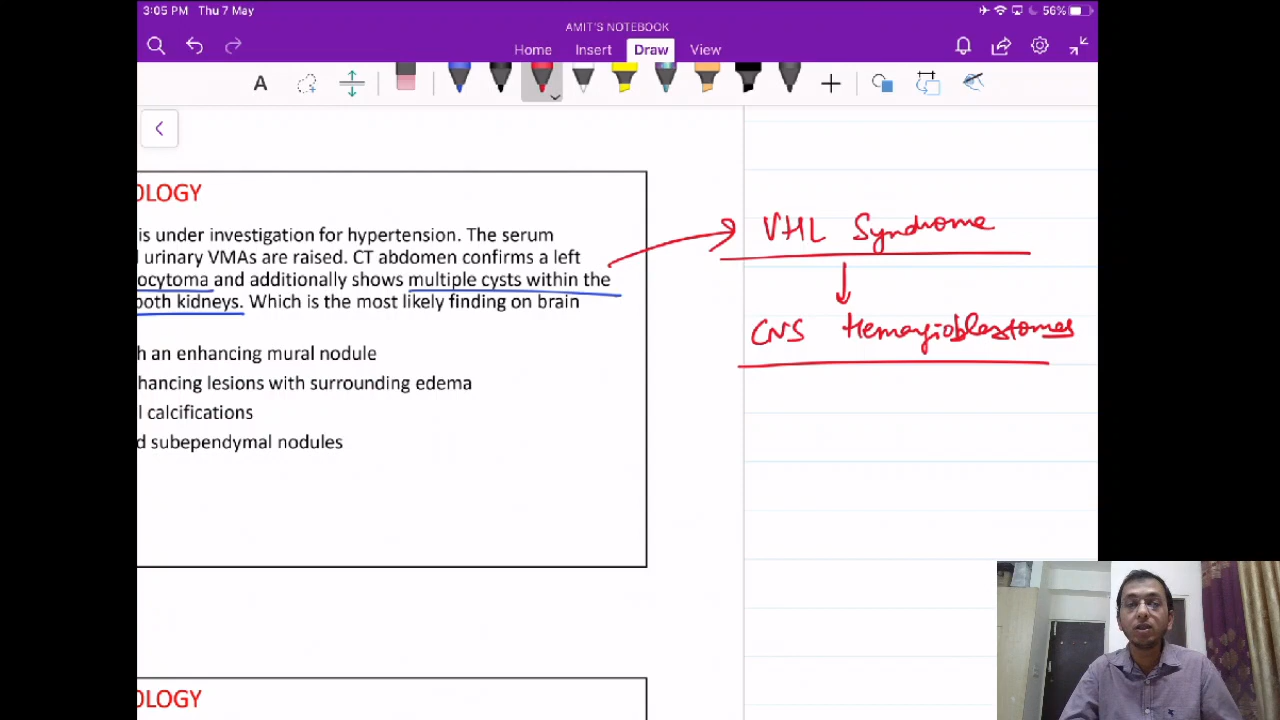 3:05 PM Thu 7 May
56%
AMIT'S NOTEBOOK
Home Insert Draw View
A
OLOGY
is under investigation for hypertension. The serum
urinary VMAs are raised. CT abdomen confirms a left
ocytoma and additionally shows multiple cysts within the
both kidneys. Which is the most likely finding on brain
h an enhancing mural nodule
hancing lesions with surrounding edema
l calcifications
d subependymal nodules
VHL Syndrome
CNS Hemagioblastomas
OLOGY